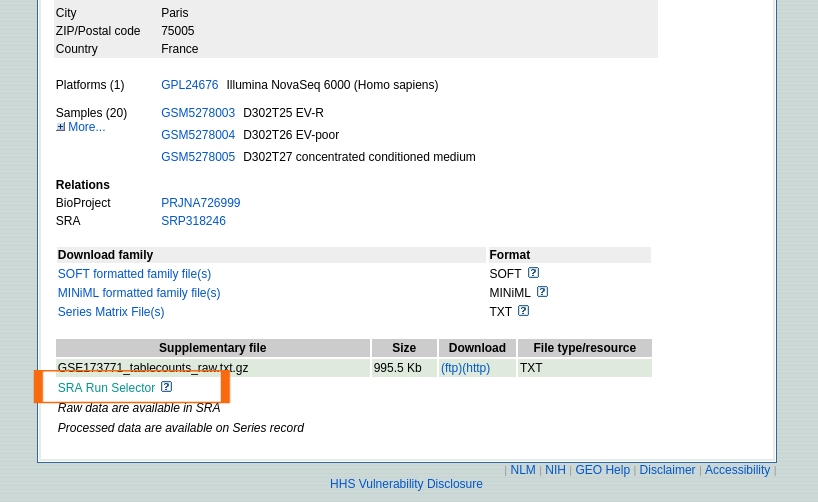 City Paris
ZIP/Postal code 75005
Country France
Platforms (1) GPL24676 Illumina NovaSeq 6000 (Homo sapiens)
Samples (20) GSM5278003 D302T25 EV-R
More...
GSM5278004 D302T26 EV-poor
GSM5278005 D302T27 concentrated conditioned medium
Relations
BioProject PRJNA726999
SRA SRP318246
Download family Format
SOFT formatted family file(s) SOFT ?
MINiML formatted family file(s) MINiML ?
Series Matrix File(s) TXT ?
Supplementary file Size Download File type/resource
GSE173771_tablecounts_raw.txt.gz 995.5 Kb (ftp)(http) TXT
SRA Run Selector ?
Raw data are available in SRA
Processed data are available on Series record
| NLM | NIH | GEO Help | Disclaimer | Accessibility |
HHS Vulnerability Disclosure